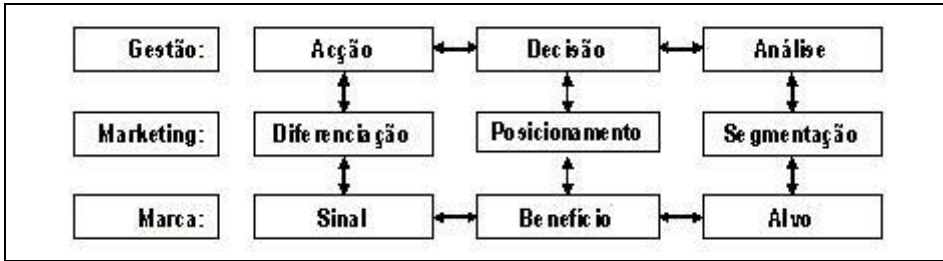 Gestão: Acção Decisão Análise
Marketing: Diferenciação Posicionamento Segmentação
Marca: Sinal Benefício Alvo